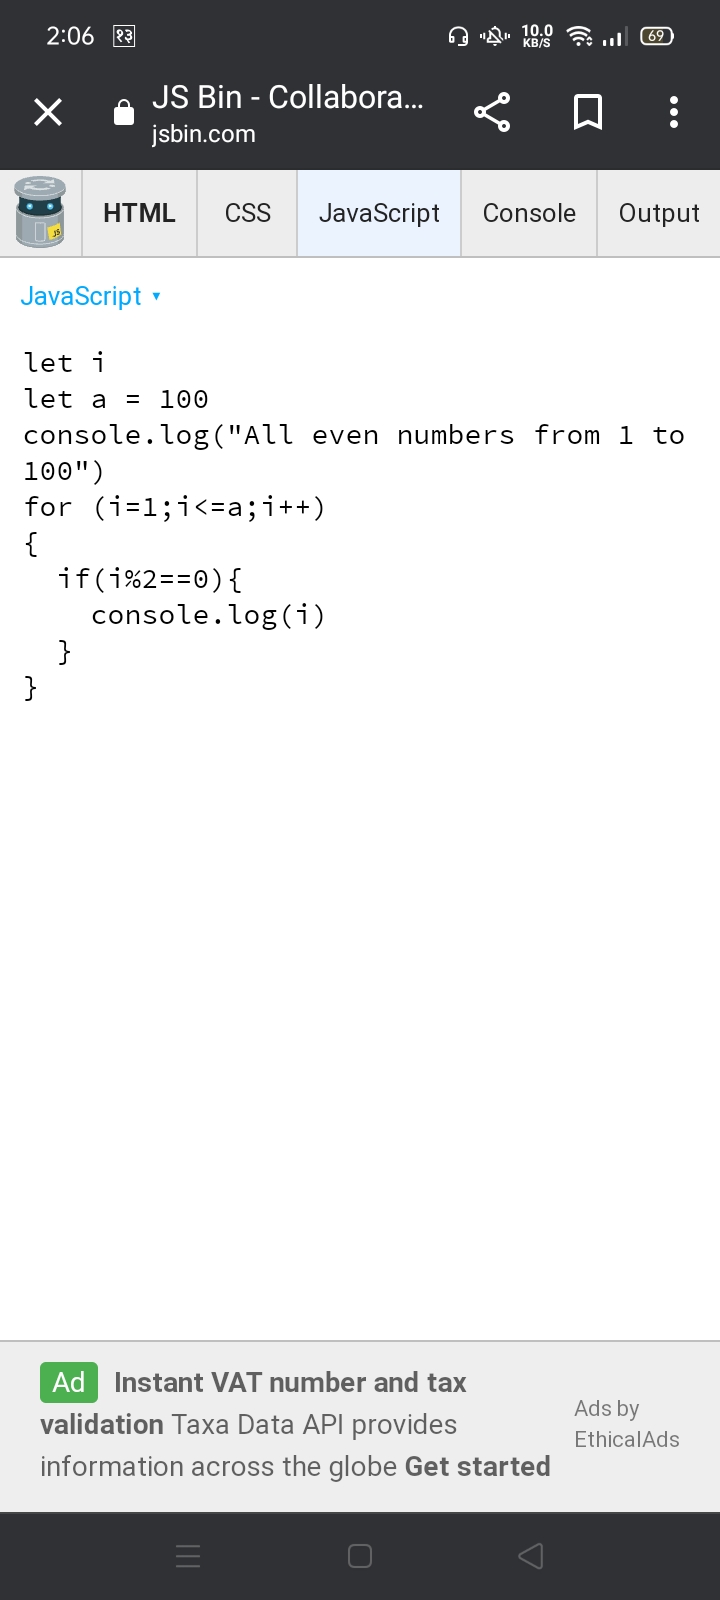 2:06 १३ 10.0 KB/S 69
JS Bin - Collabora...
jsbin.com
HTML CSS JavaScript Console Output
JavaScript
let i
let a = 100
console.log("All even numbers from 1 to
100")
for (i=1;i<=a;i++)
{
  if(i%2==0){
    console.log(i)
  }
}
Ad Instant VAT number and tax
validation Taxa Data API provides
information across the globe Get started
Ads by
EthicalAds